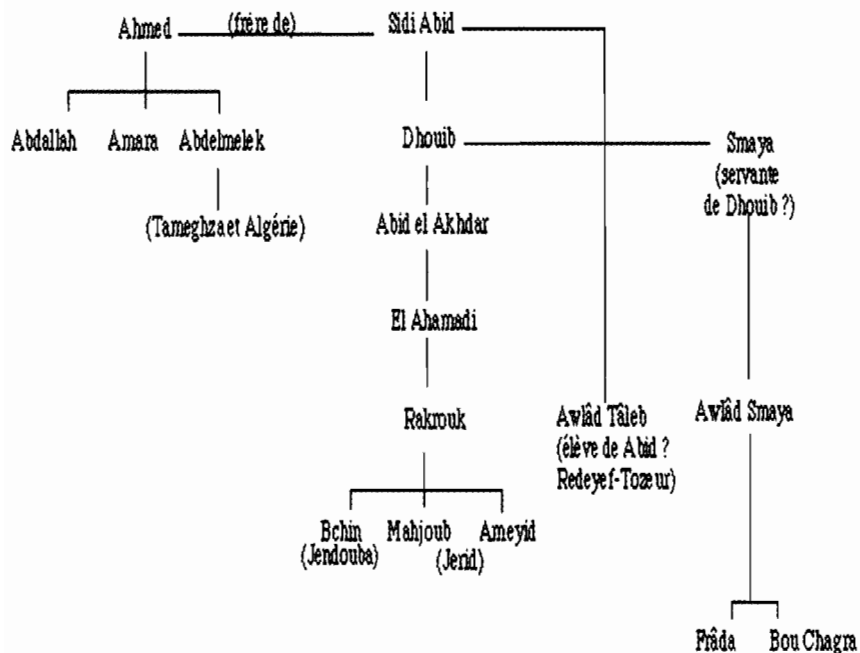 Ahmed (frère de) Sidi Abid
Abdallah Amara Abdelmelek Dhouib Smaya
(servante
de Dhouib ?)
(Tameghza et Algérie) Abid el Akhdar
El Ahamadi
Rakrouk Awlâd Tâleb Awlâd Smaya
(élève de Abid ?
Redeyef-Tozeur)
Bchin Mahjoub Ameyid
(Jendouba) (Jerid)
Frâda Bou Chagra